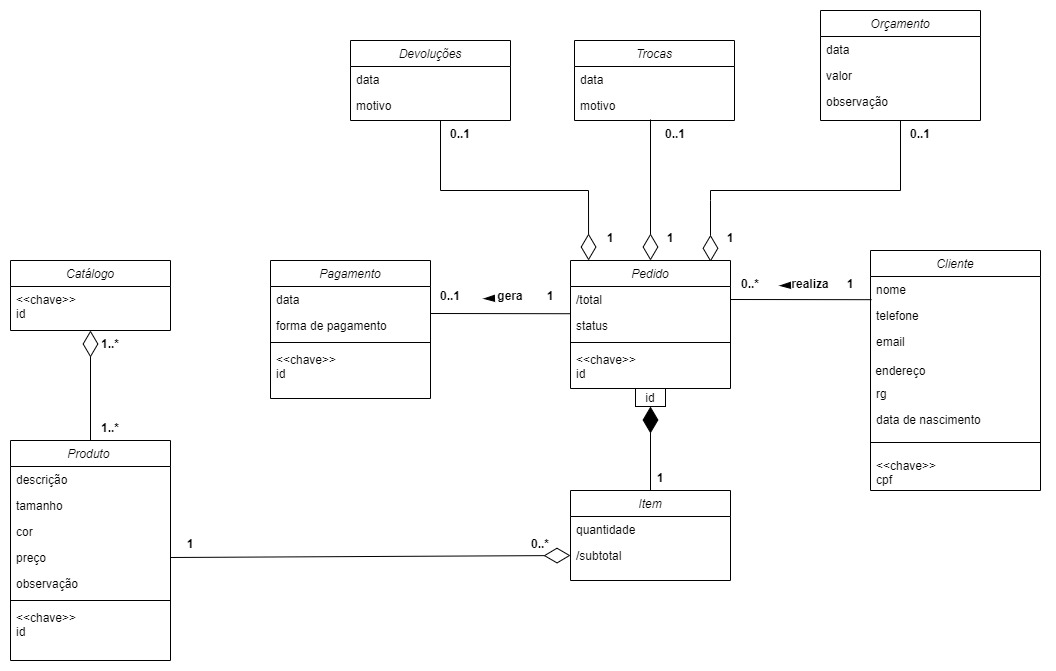 Devoluções
data
motivo
0..1
Trocas
data
motivo
0..1
Orçamento
data
valor
observação
0..1
1
1
1
Catálogo
<<chave>>
id
1..*
1..*
Pagamento
data
forma de pagamento
<<chave>>
id
0..1
◄gera
1
Pedido
/total
status
<<chave>>
id
id
0..*
◄realiza
1
Cliente
nome
telefone
email
endereço
rg
data de nascimento
<<chave>>
cpf
Produto
descrição
tamanho
cor
preço
observação
<<chave>>
id
1
0..*
1
Item
quantidade
/subtotal